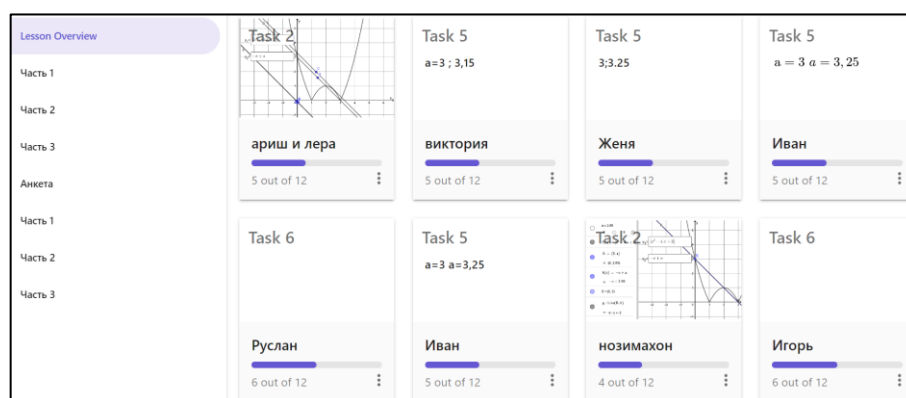 Lesson Overview
Часть 1
Часть 2
Часть 3
Анкета
Часть 1
Часть 2
Часть 3
Task 2
ариш и лера
5 out of 12
Task 5
a=3 ; 3,15
виктория
5 out of 12
Task 5
3;3.25
Женя
5 out of 12
Task 5
a = 3 a = 3, 25
Иван
5 out of 12
Task 6
Руслан
6 out of 12
Task 5
a=3 a=3,25
Иван
5 out of 12
Task 2
нозимахон
4 out of 12
Task 6
Игорь
6 out of 12